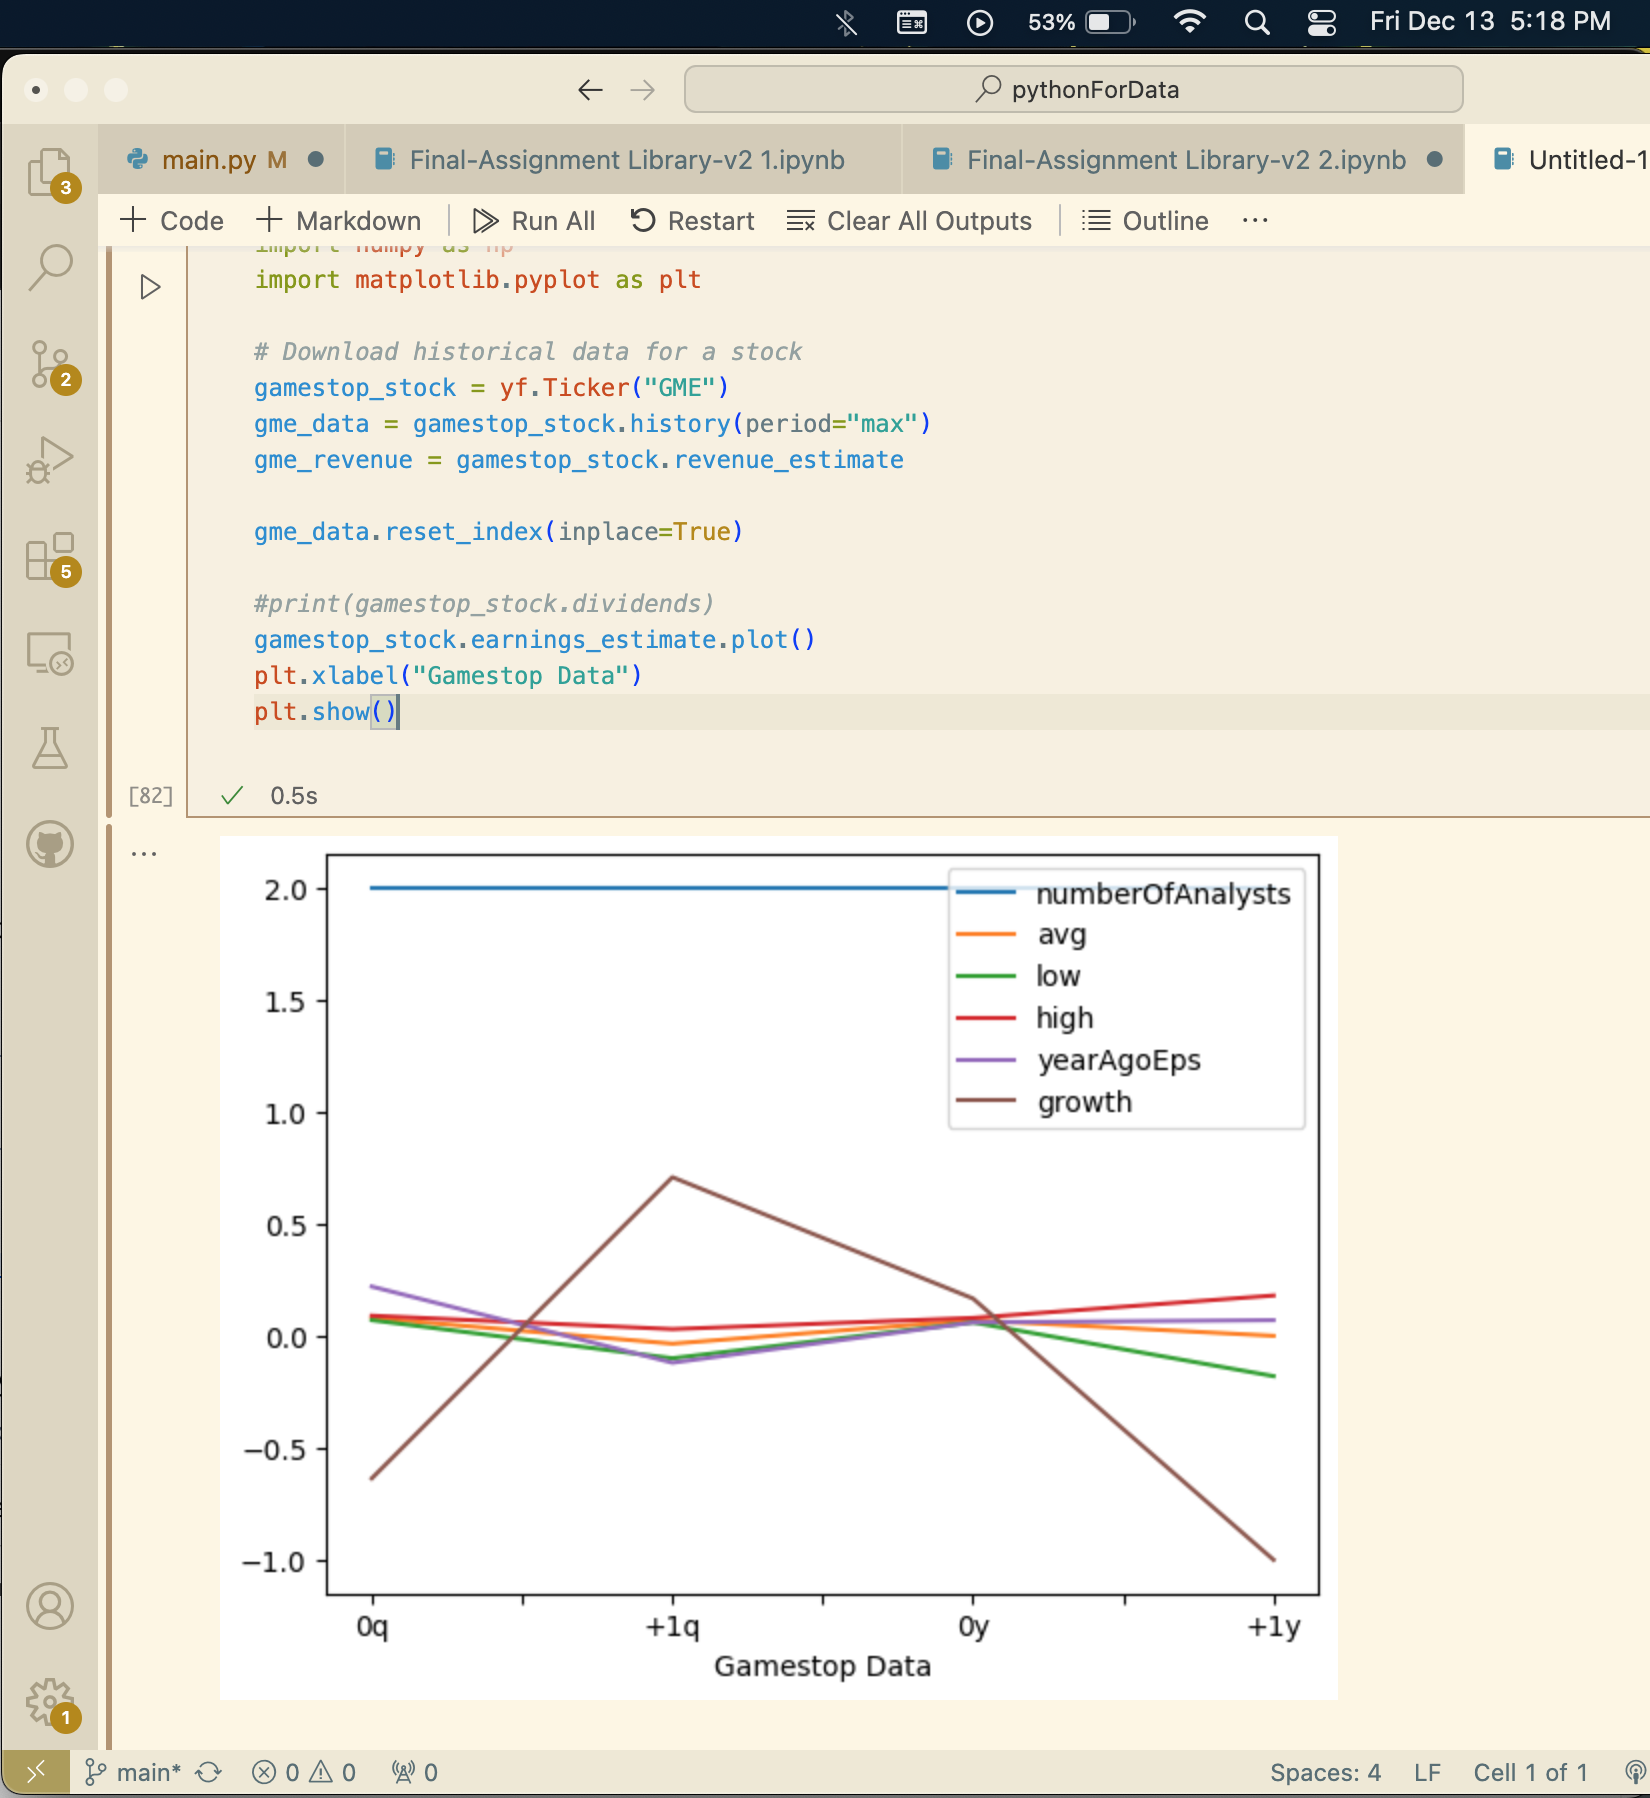 53% Fri Dec 13 5:18 PM
pythonForData
main.py M Final-Assignment Library-v2 1.ipynb Final-Assignment Library-v2 2.ipynb Untitled-1
3
Code Markdown Run All Restart Clear All Outputs Outline ...
import numpy as np
import matplotlib.pyplot as plt
# Download historical data for a stock
2
gamestop_stock = yf.Ticker("GME")
gme_data = gamestop_stock.history(period="max")
gme_revenue = gamestop_stock.revenue_estimate
gme_data.reset_index(inplace=True)
5
#print(gamestop_stock.dividends)
gamestop_stock.earnings_estimate.plot()
plt.xlabel("Gamestop Data")
plt.show()
[82] 0.5s
...
2.0
1.5
1.0
0.5
0.0
−0.5
−1.0
numberOfAnalysts
avg
low
high
yearAgoEps
growth
0q +1q 0y +1y
Gamestop Data
1
main* 0 0 0 Spaces: 4 LF Cell 1 of 1